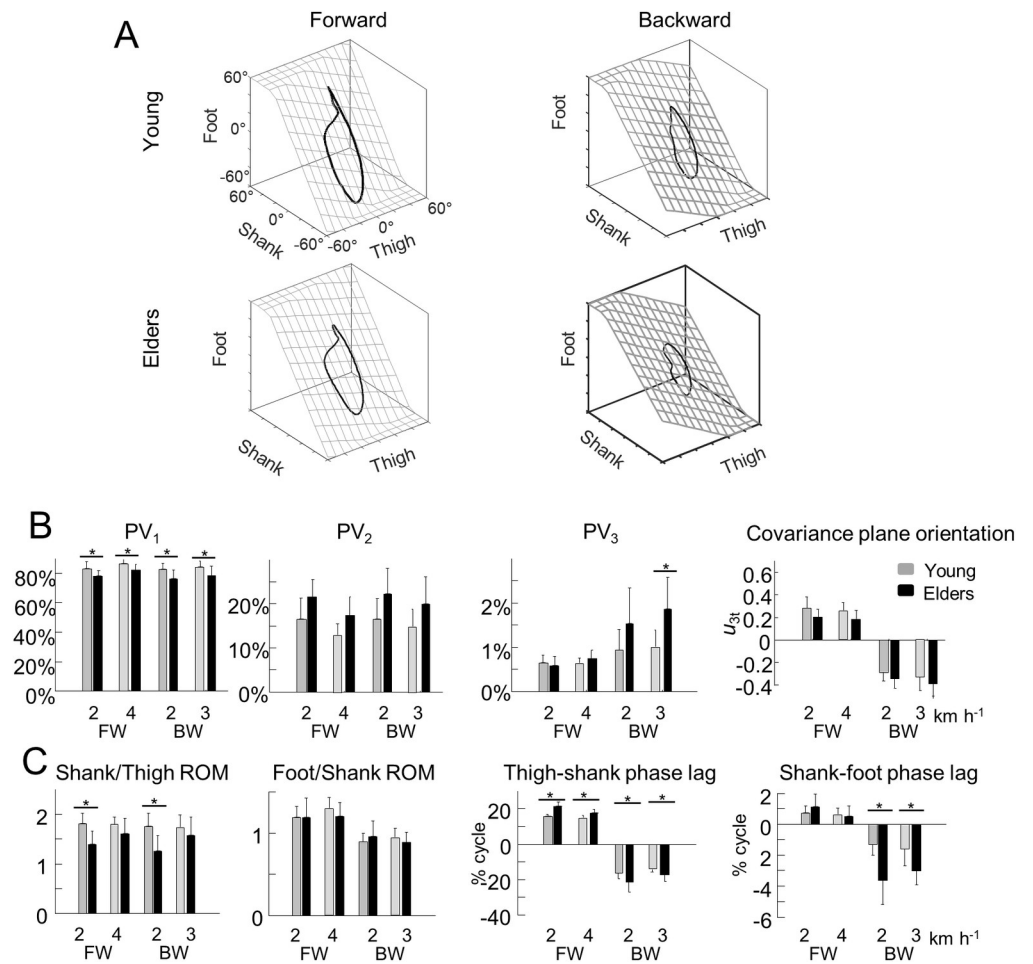 A
Forward
Backward
Young
60°
0°
-60°
Foot
60°
0°
-60°
Shank
-60°
0°
60°
Thigh
Foot
Shank
Thigh
Elders
Foot
Shank
Thigh
Foot
Shank
Thigh
B
PV1
80%
60%
40%
20%
0%
* * * *
2 4 2 3
FW BW
PV2
20%
10%
0%
2 4 2 3
FW BW
PV3
2%
1%
0%
*
2 4 2 3
FW BW
Covariance plane orientation
Young
Elders
u3t
0.6
0.4
0
-0.4
2 4 2 3 km h-1
FW BW
C
Shank/Thigh ROM
2
1
0
* *
2 4 2 3
FW BW
Foot/Shank ROM
1
0
2 4 2 3
FW BW
Thigh-shank phase lag
% cycle
20
0
20
-40
* * * *
2 4 2 3
FW BW
Shank-foot phase lag
% cycle
2
0
2
4
-6
* *
2 4 2 3 km h-1
FW BW